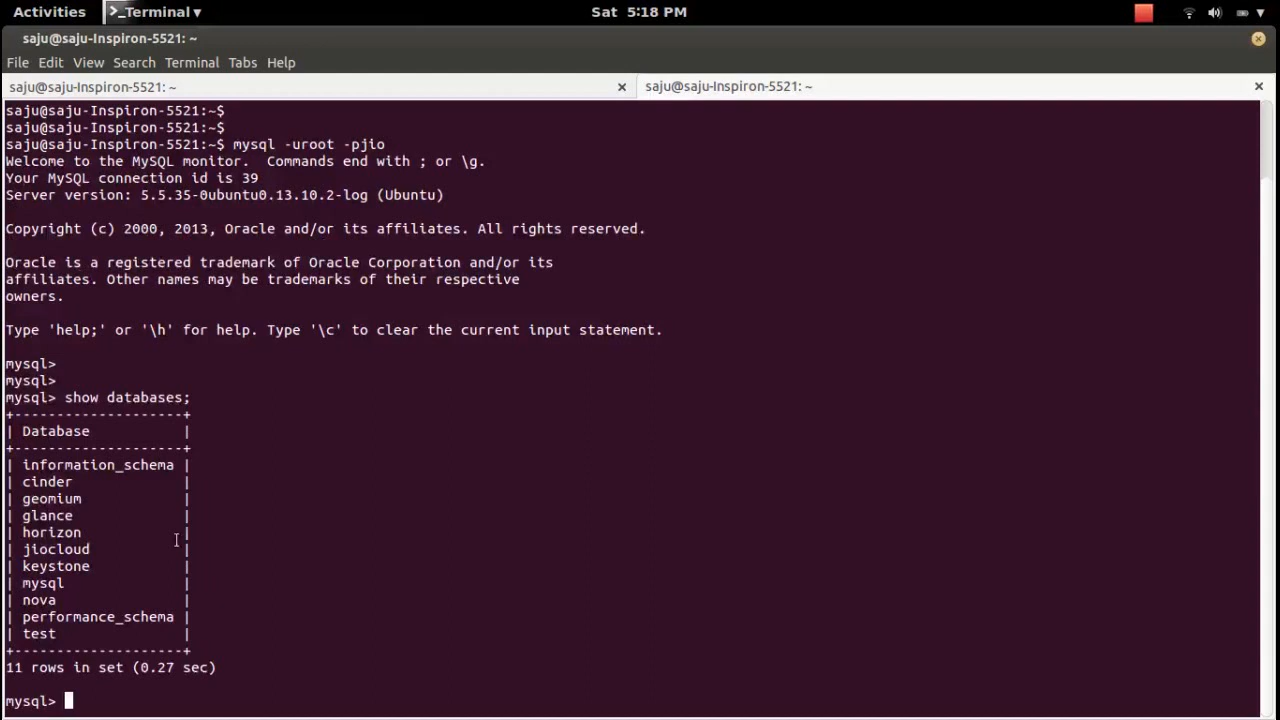 Activities Terminal Sat 5:18 PM
saju@saju-Inspiron-5521: ~
File Edit View Search Terminal Tabs Help
saju@saju-Inspiron-5521: ~ x saju@saju-Inspiron-5521: ~ x
saju@saju-Inspiron-5521:~$
saju@saju-Inspiron-5521:~$
saju@saju-Inspiron-5521:~$ mysql -uroot -pjio
Welcome to the MySQL monitor.  Commands end with ; or \g.
Your MySQL connection id is 39
Server version: 5.5.35-0ubuntu0.13.10.2-log (Ubuntu)
Copyright (c) 2000, 2013, Oracle and/or its affiliates. All rights reserved.
Oracle is a registered trademark of Oracle Corporation and/or its
affiliates. Other names may be trademarks of their respective
owners.
Type 'help;' or '\h' for help. Type '\c' to clear the current input statement.
mysql>
mysql>
mysql> show databases;
+--------------------+
| Database           |
+--------------------+
| information_schema |
| cinder             |
| geomium            |
| glance             |
| horizon            |
| jiocloud           |
| keystone           |
| mysql              |
| nova               |
| performance_schema |
| test               |
+--------------------+
11 rows in set (0.27 sec)
mysql>